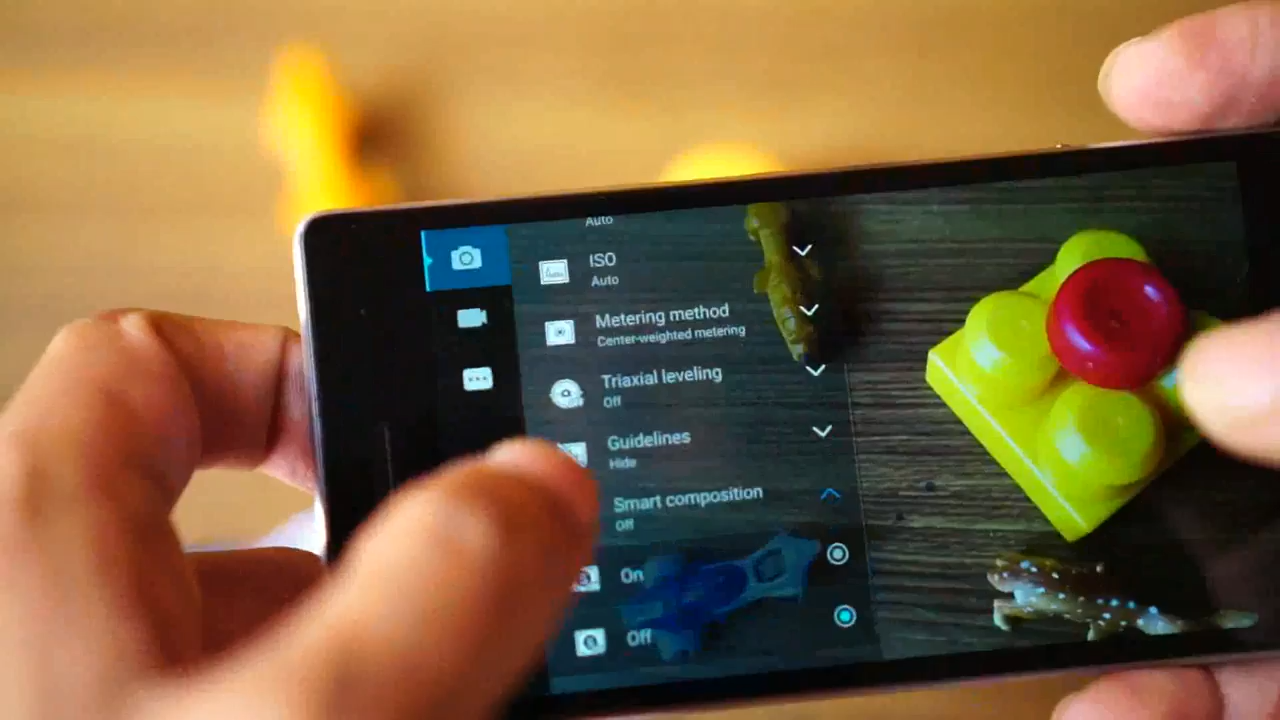 Auto
ISO
Auto
Metering method
Center-weighted metering
Triaxial leveling
Off
Guidelines
Hide
Smart composition
Off
On
Off